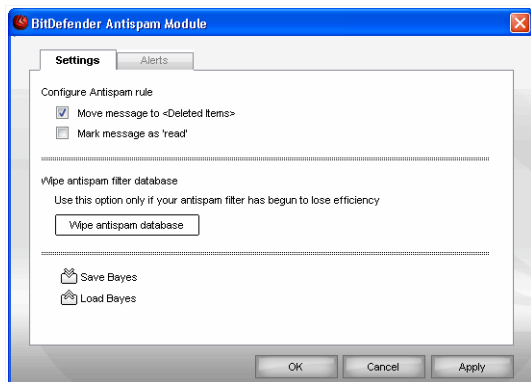 BitDefender Antispam Module
Settings Alerts
Configure Antispam rule
Move message to <Deleted Items>
Mark message as 'read'
Wipe antispam filter database
Use this option only if your antispam filter has begun to lose efficiency
Wipe antispam database
Save Bayes
Load Bayes
OK Cancel Apply